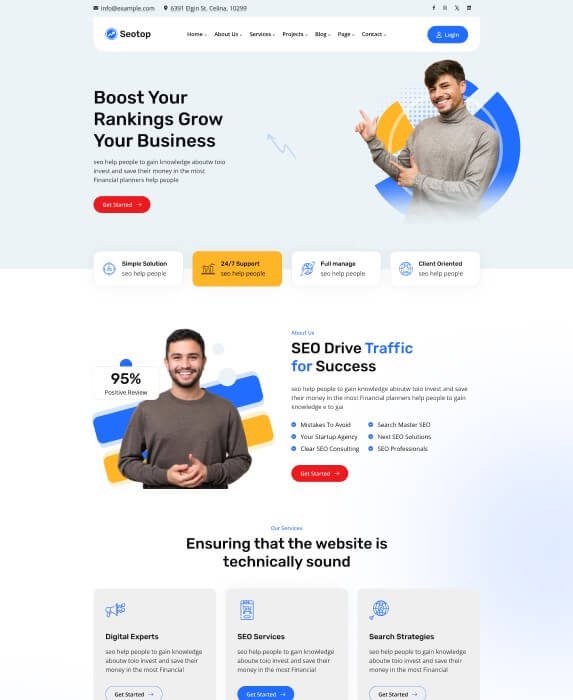 info@example.com 6391 Elgin St. Celina, 10299
Seotop Home About Us Services Projects Blog Page Contact Login
Boost Your
Rankings Grow
Your Business
seo help people to gain knowledge aboutw toio
invest and save their money in the most
Financial planners help people
Get Started
Simple Solution
seo help people
24/7 Support
seo help people
Full manage
seo help people
Client Oriented
seo help people
95%
Positive Review
About Us
SEO Drive Traffic
for Success
seo help people to gain knowledge abieutw toio invest and save
their money in the most Financial planners help people to gain
knowledg e to gai
Mistakes To Avoid
Search Master SEO
Your Startup Agency
Next SEO Solutions
Clear SEO Consulting
SEO Professionals
Get Started
Our Services
Ensuring that the website is
technically sound
Digital Experts
seo help people to gain knowledge
aboutw toio invest and save their
money in the most Financial
Get Started
SEO Services
seo help people to gain knowledge
aboutw toio invest and save their
money in the most Financial
Get Started
Search Strategies
seo help people to gain knowledge
aboutw toio invest and save their
money in the most Financial
Get Started